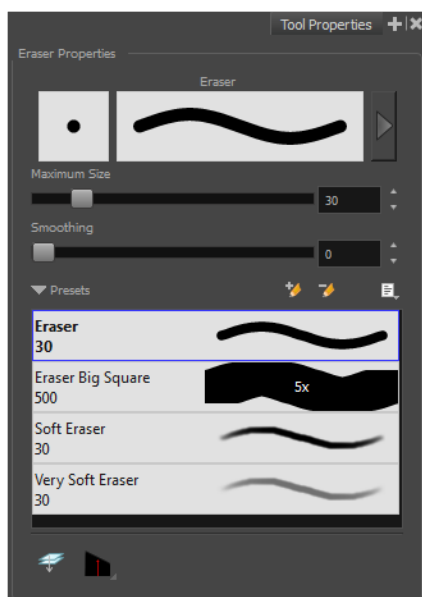 Tool Properties
Eraser Properties
Eraser
Maximum Size
30
Smoothing
0
Presets
Eraser
30
Eraser Big Square
500
5x
Soft Eraser
30
Very Soft Eraser
30